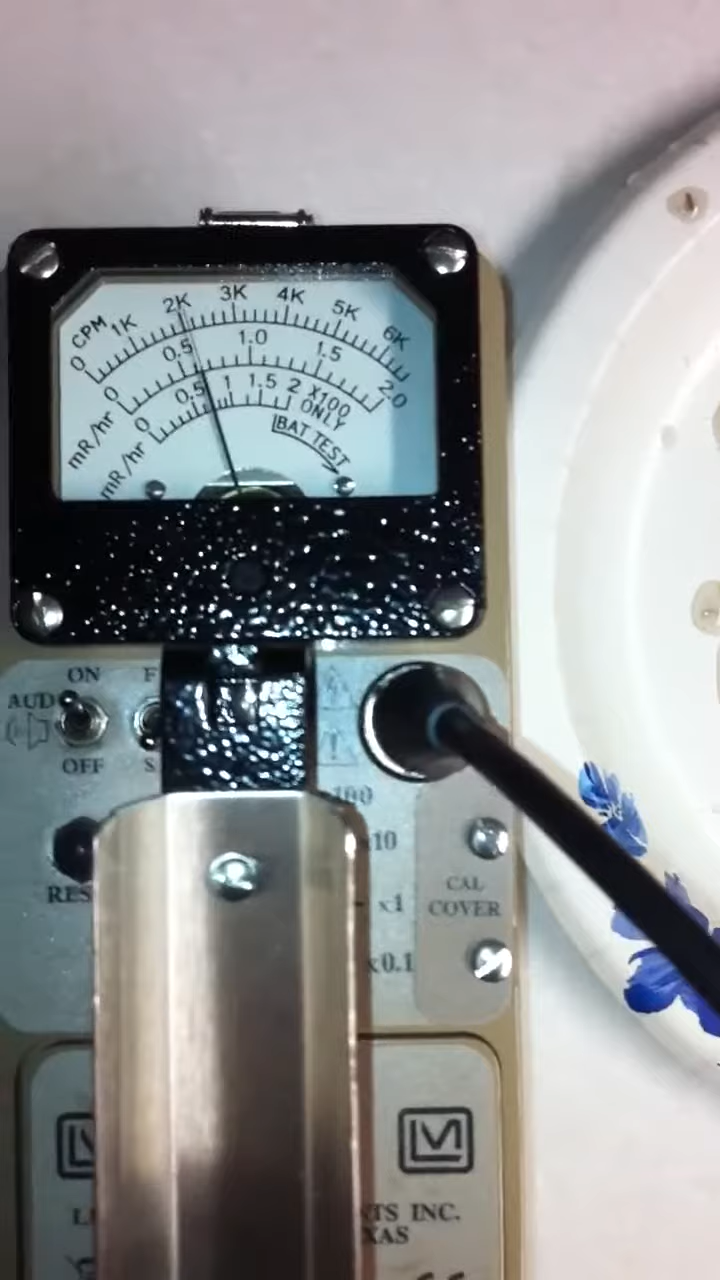 0 CPM 1K 2K 3K 4K 5K 6K
0 0.5 1.0 1.5 2.0
mR/hr
0 0.5 1 1.5 2 X100
ONLY
mR/hr
BAT TEST
ON F
AUD
OFF S
x100
x10
RES
CAL
COVER
x1
x0.1
LM
NTS INC.
XAS